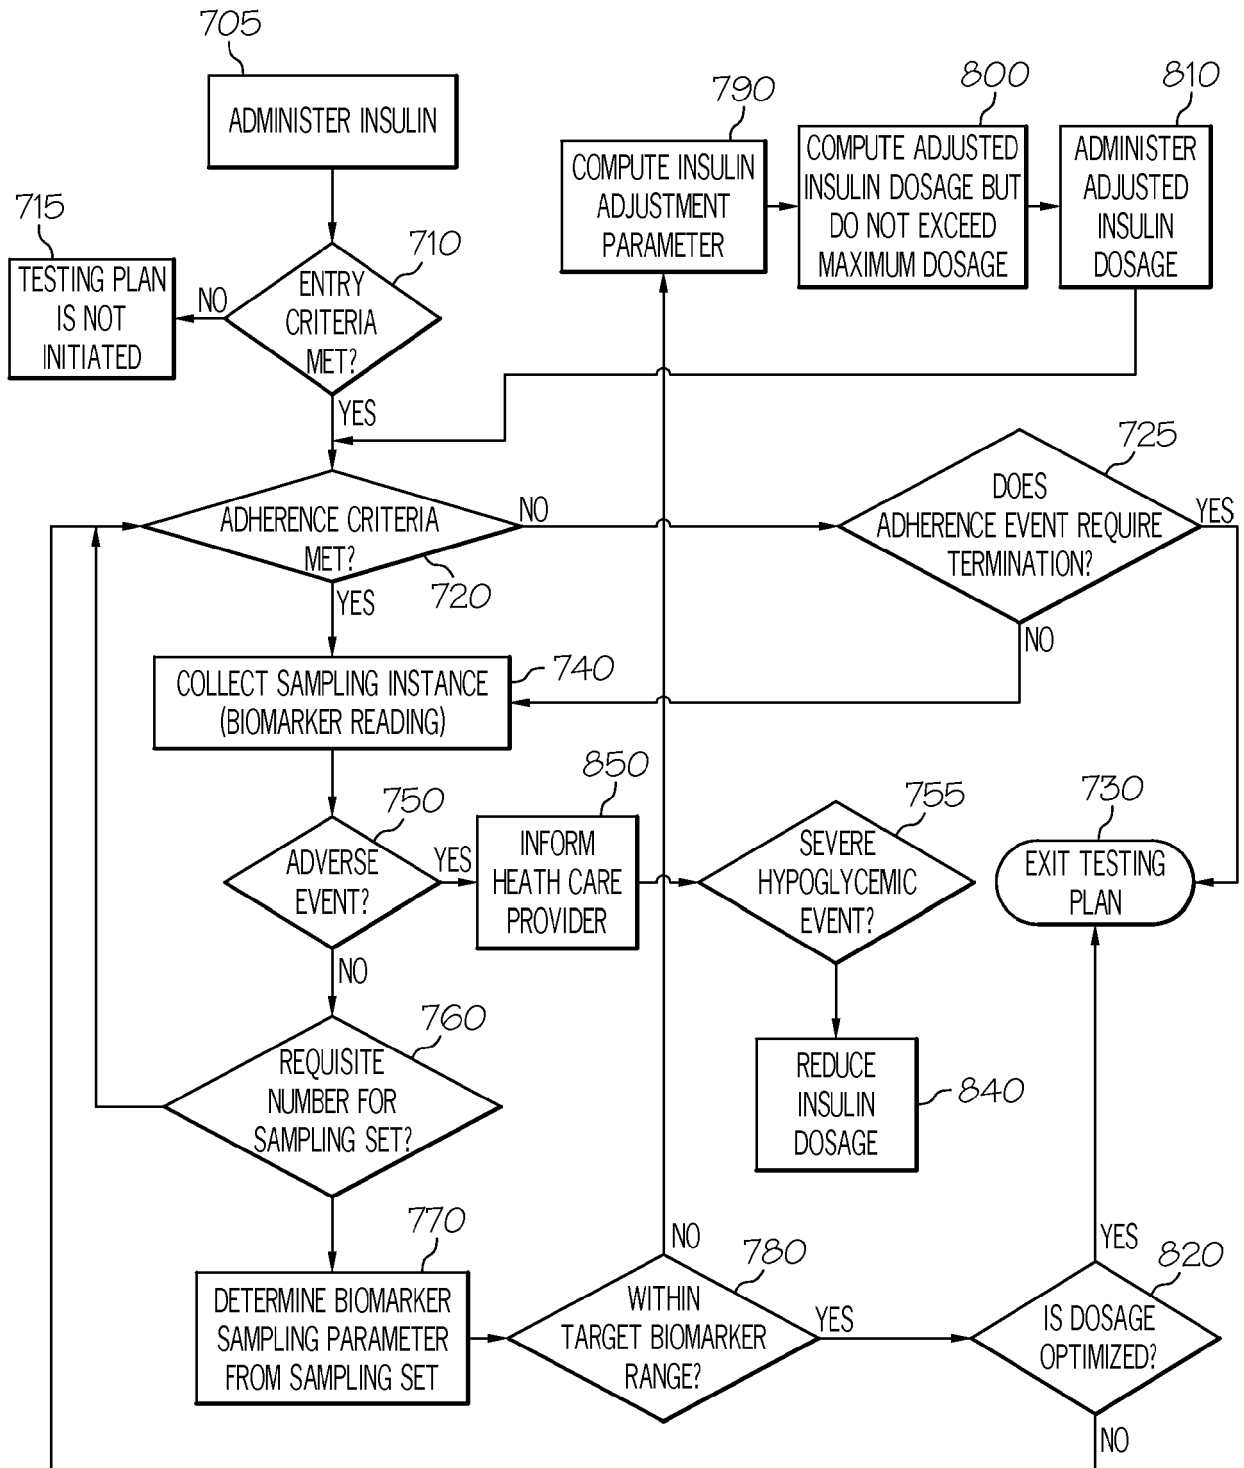 705
ADMINISTER INSULIN
715
TESTING PLAN
IS NOT
INITIATED
NO
710
ENTRY
CRITERIA
MET?
YES
790
COMPUTE INSULIN
ADJUSTMENT
PARAMETER
800
COMPUTE ADJUSTED
INSULIN DOSAGE BUT
DO NOT EXCEED
MAXIMUM DOSAGE
810
ADMINISTER
ADJUSTED
INSULIN
DOSAGE
ADHERENCE CRITERIA
MET?
720
NO
YES
725
DOES
ADHERENCE EVENT REQUIRE
TERMINATION?
YES
NO
740
COLLECT SAMPLING INSTANCE
(BIOMARKER READING)
750
ADVERSE
EVENT?
YES
NO
850
INFORM
HEATH CARE
PROVIDER
755
SEVERE
HYPOGLYCEMIC
EVENT?
730
EXIT TESTING
PLAN
760
REQUISITE
NUMBER FOR
SAMPLING SET?
REDUCE
INSULIN
DOSAGE
840
770
DETERMINE BIOMARKER
SAMPLING PARAMETER
FROM SAMPLING SET
NO
780
WITHIN
TARGET BIOMARKER
RANGE?
YES
YES
820
IS DOSAGE
OPTIMIZED?
NO